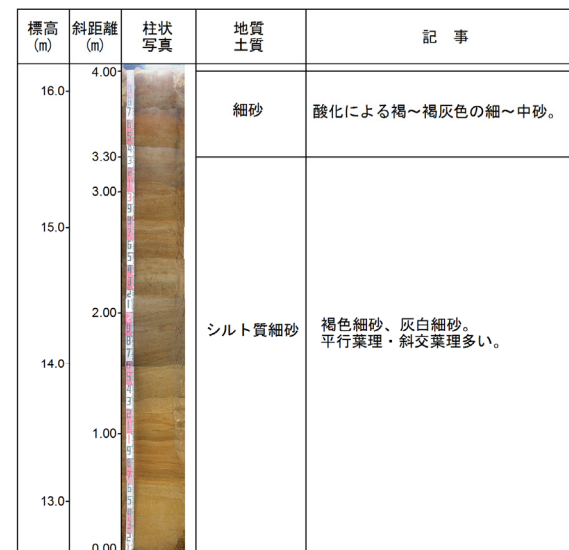 標高
(m)
斜距離
(m)
柱状
写真
地質
土質
記 事
4.00
16.0
細砂
酸化による褐～褐灰色の細～中砂。
3.30
3.00
15.0
2.00
シルト質細砂
褐色細砂、灰白細砂。
平行葉理・斜交葉理多い。
14.0
1.00
13.0
0.00